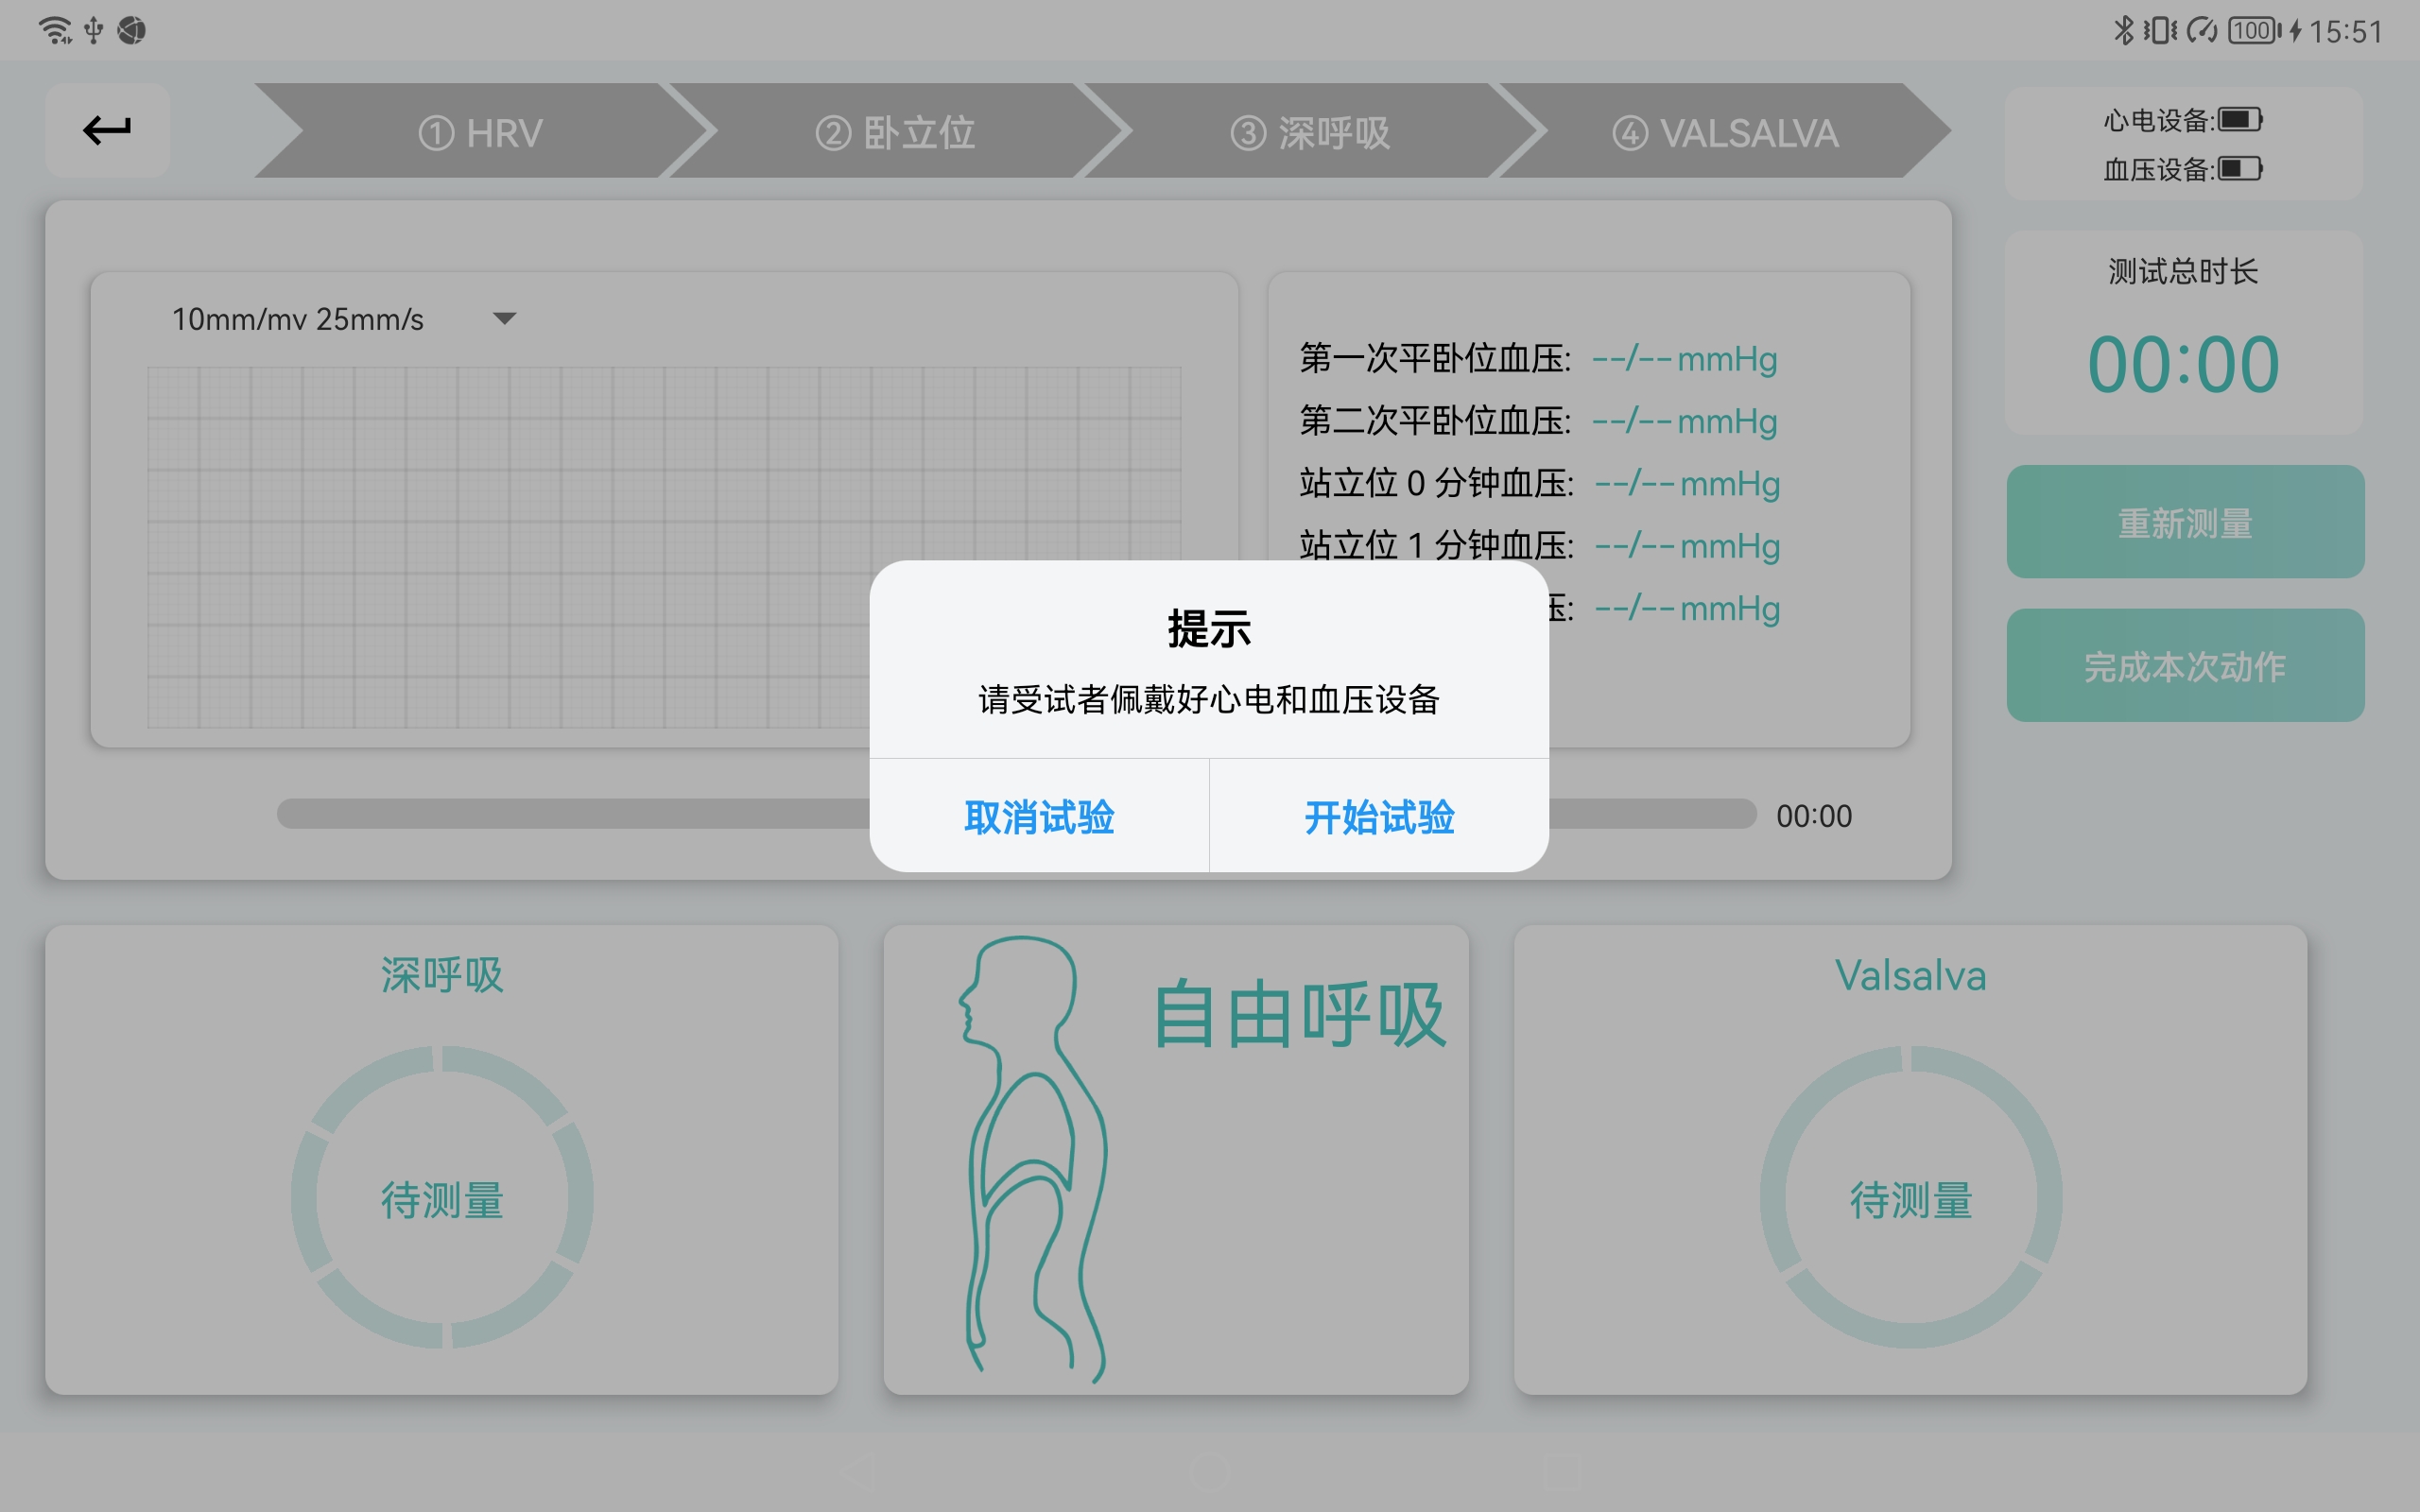 100 15:51
① HRV
② 卧立位
③ 深呼吸
④ VALSALVA
心电设备:
血压设备:
测试总时长
00:00
重新测量
完成本次动作
10mm/mv 25mm/s
第一次平卧位血压: --/-- mmHg
第二次平卧位血压: --/-- mmHg
站立位 0 分钟血压: --/-- mmHg
站立位 1 分钟血压: --/-- mmHg
压: --/-- mmHg
提示
请受试者佩戴好心电和血压设备
取消试验
开始试验
00:00
深呼吸
待测量
自由呼吸
Valsalva
待测量